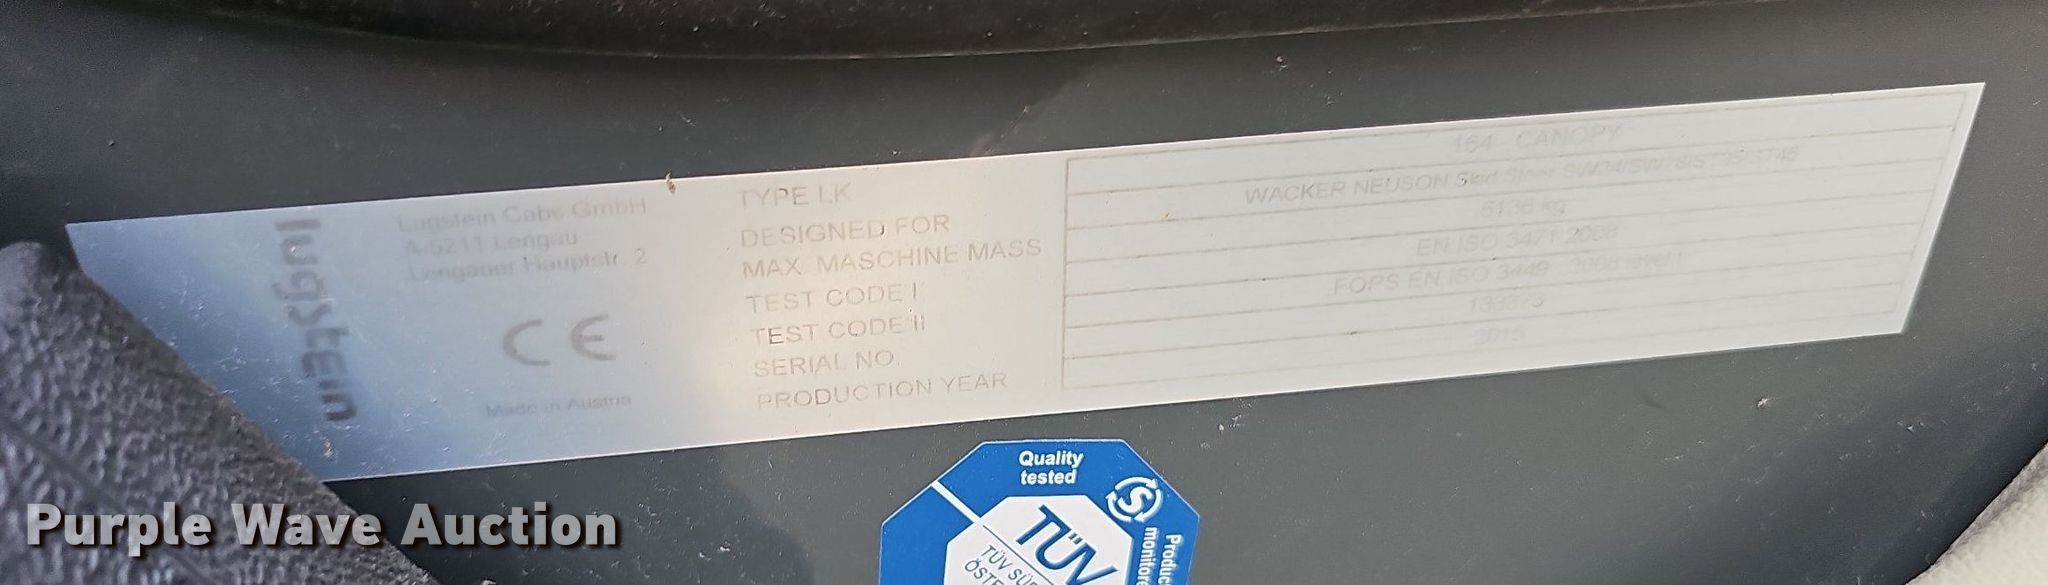 lugstein
Lugstein Cabs GmbH
A-5211 Lengau
Lengauer Hauptstr. 2
CE
Made in Austria
TYPE LK 164 - CANOPY
DESIGNED FOR WACKER NEUSON Skid Steer
MAX. MASCHINE MASS kg
TEST CODE I EN ISO 3471:2008
TEST CODE II FOPS EN ISO 3449
SERIAL NO.
PRODUCTION YEAR 2015
Quality
tested
TÜV
Purple Wave Auction